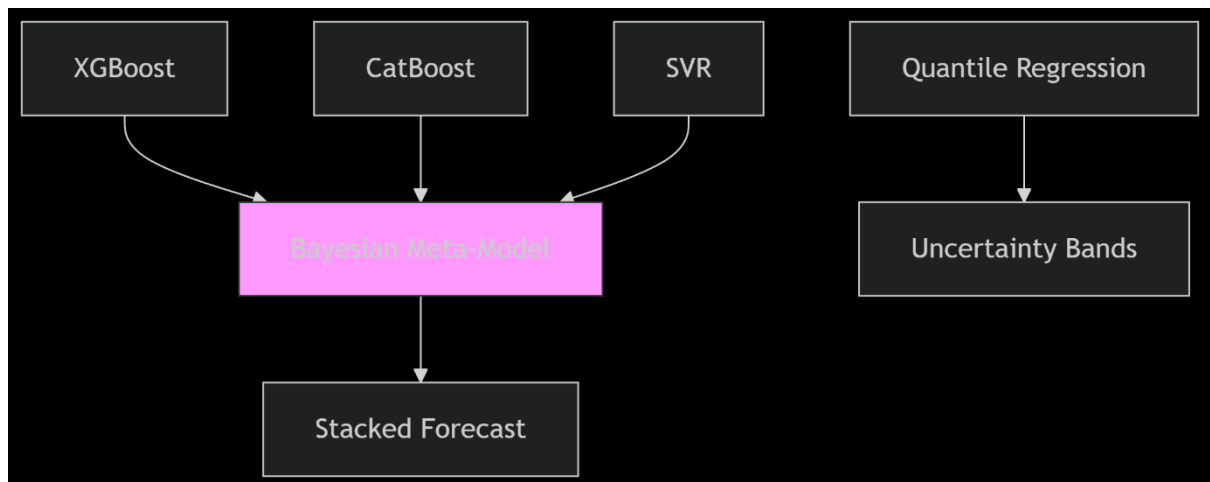 XGBoost
CatBoost
SVR
Quantile Regression
Bayesian Meta-Model
Uncertainty Bands
Stacked Forecast